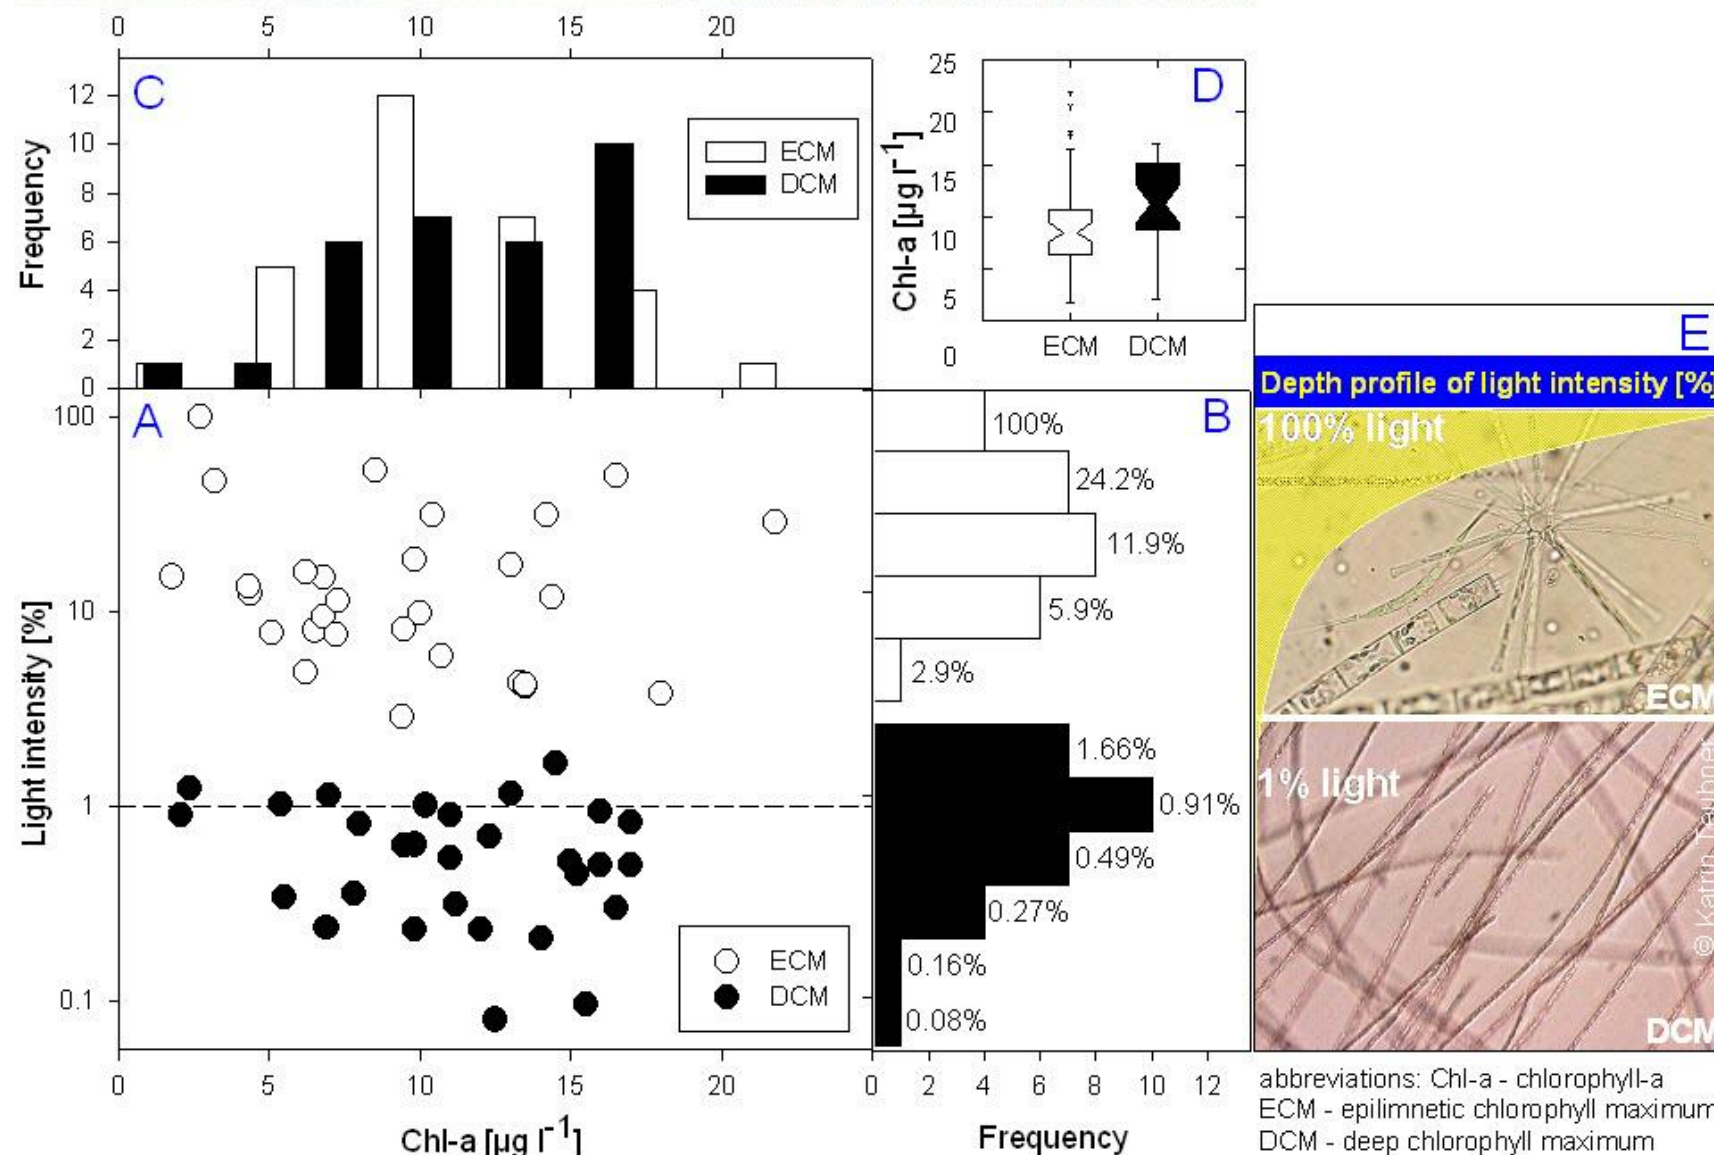 0 5 10 15 20
C
12
10
8
6
4
2
0
Frequency
ECM
DCM
D
25
20
15
10
5
0
Chl-a [µg l-1]
ECM DCM
A
100
10
1
0.1
Light intensity [%]
ECM
DCM
0 5 10 15 20
Chl-a [µg l-1]
B
100%
24.2%
11.9%
5.9%
2.9%
1.66%
0.91%
0.49%
0.27%
0.16%
0.08%
0 2 4 6 8 10 12
Frequency
E
Depth profile of light intensity [%]
100% light
ECM
1% light
DCM
© Katrin Teubner
abbreviations: Chl-a - chlorophyll-a
ECM - epilimnetic chlorophyll maximum
DCM - deep chlorophyll maximum